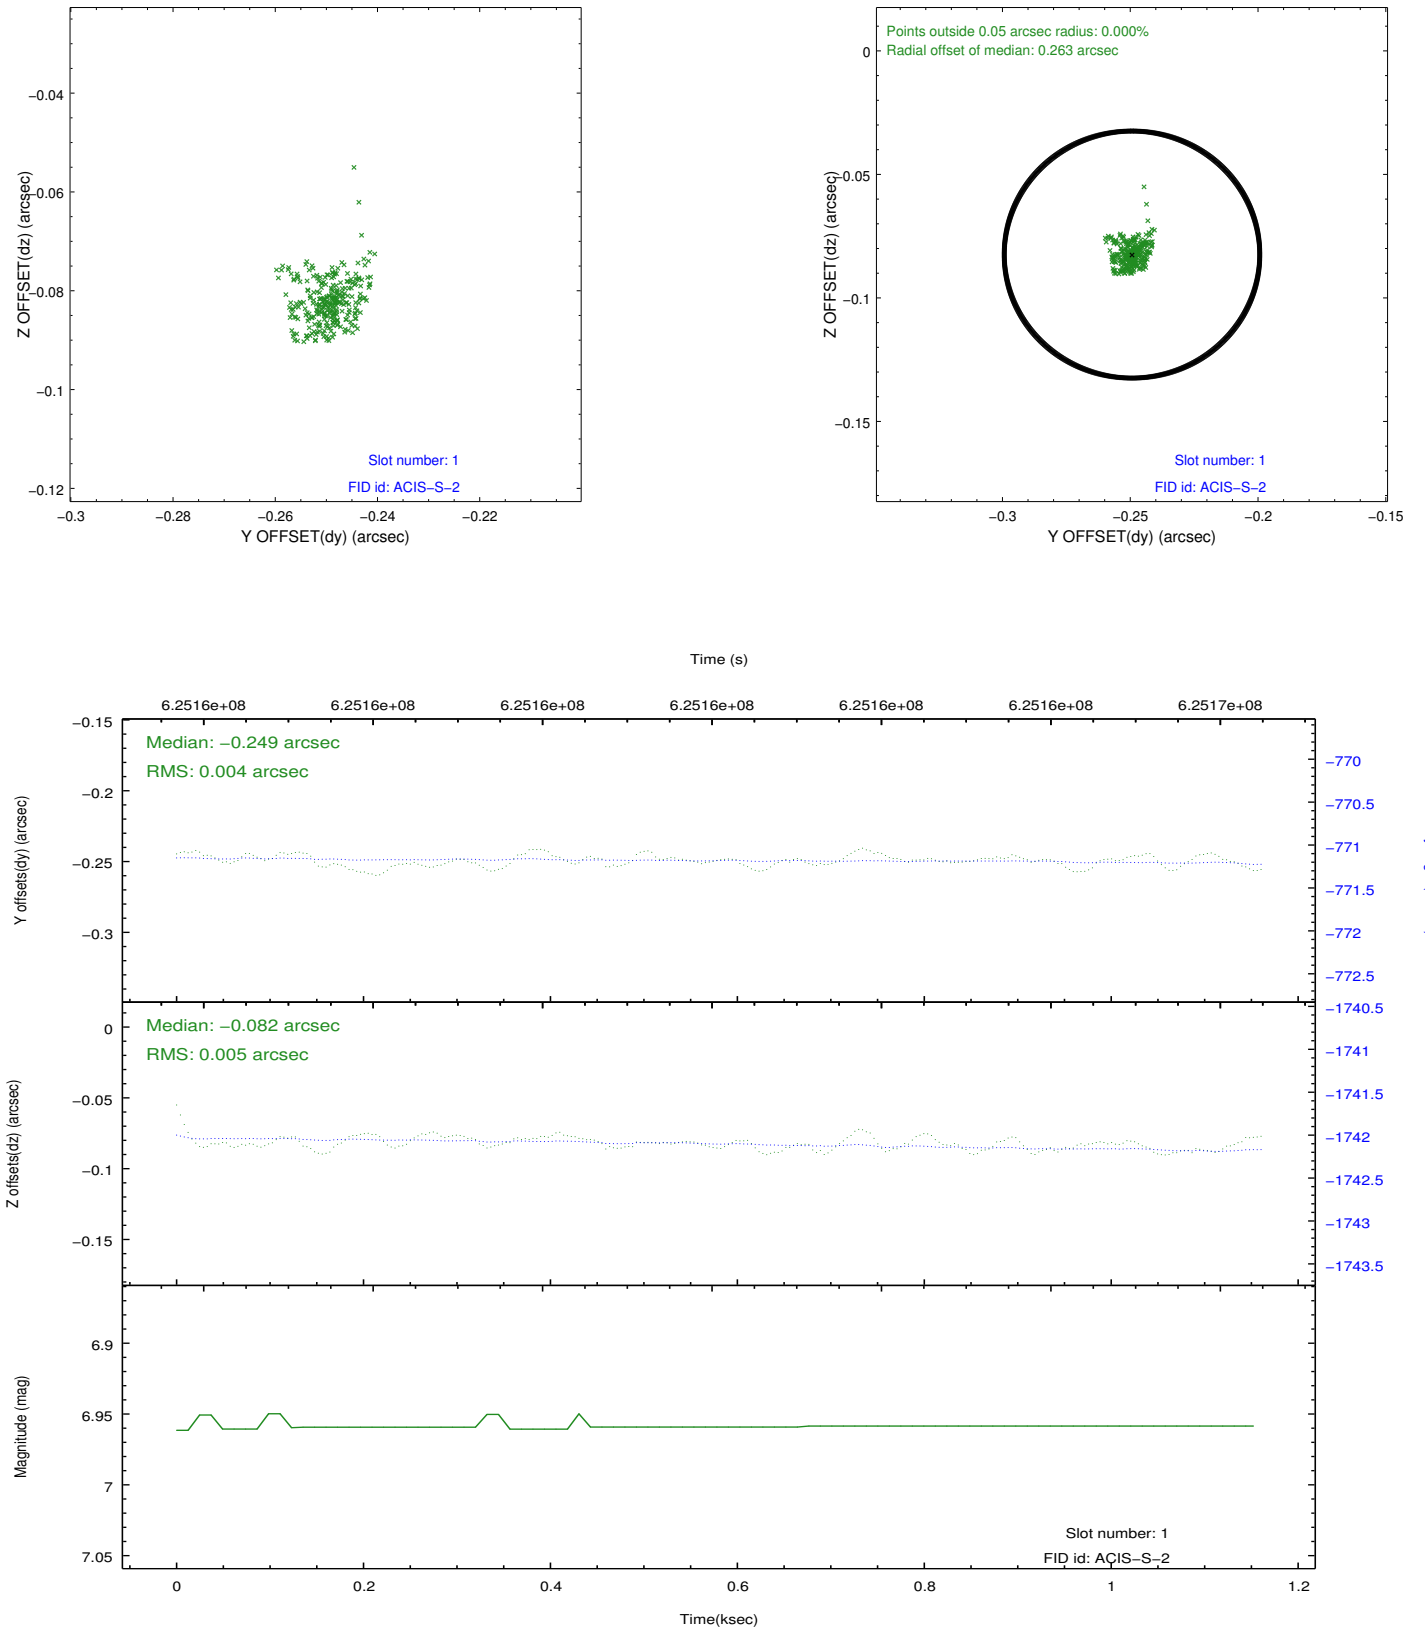 −0.04
−0.06
−0.08
−0.1
−0.12
Z OFFSET(dz) (arcsec)
Slot number: 1
FID id: ACIS−S−2
−0.3 −0.28 −0.26 −0.24 −0.22
Y OFFSET(dy) (arcsec)
Points outside 0.05 arcsec radius: 0.000%
Radial offset of median: 0.263 arcsec
0
−0.05
−0.1
−0.15
Z OFFSET(dz) (arcsec)
Slot number: 1
FID id: ACIS−S−2
−0.3 −0.25 −0.2 −0.15
Y OFFSET(dy) (arcsec)
Time (s)
6.2516e+08 6.2516e+08 6.2516e+08 6.2516e+08 6.2516e+08 6.2516e+08 6.2517e+08
Median: −0.249 arcsec
RMS: 0.004 arcsec
−0.15
−0.2
−0.25
−0.3
Y offsets(dy) (arcsec)
−770
−770.5
−771
−771.5
−772
−772.5
Median: −0.082 arcsec
RMS: 0.005 arcsec
0
−0.05
−0.1
−0.15
Z offsets(dz) (arcsec)
−1740.5
−1741
−1741.5
−1742
−1742.5
−1743
−1743.5
6.9
6.95
7
7.05
Magnitude (mag)
Slot number: 1
FID id: ACIS−S−2
0 0.2 0.4 0.6 0.8 1 1.2
Time(ksec)